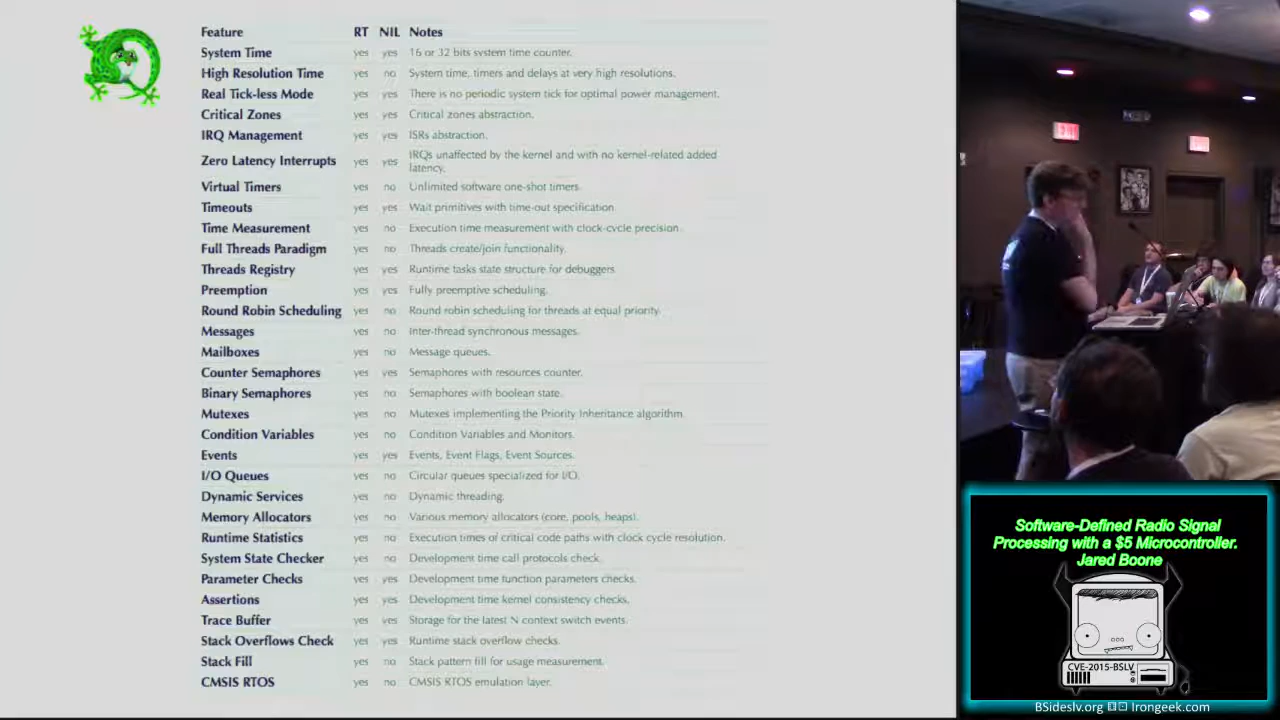 Feature RT NIL Notes
System Time yes yes 16 or 32 bits system time counter.
High Resolution Time yes no System time, timers and delays at very high resolutions.
Real Tick-less Mode yes yes There is no periodic system tick for optimal power management.
Critical Zones yes yes Critical zones abstraction.
IRQ Management yes yes ISRs abstraction.
Zero Latency Interrupts yes yes IRQs unaffected by the kernel and with no kernel-related added
latency.
Virtual Timers yes no Unlimited software one-shot timers.
Timeouts yes yes Wait primitives with time-out specification.
Time Measurement yes no Execution time measurement with clock-cycle precision.
Full Threads Paradigm yes no Threads create/join functionality.
Threads Registry yes yes Runtime tasks state structure for debuggers.
Preemption yes yes Fully preemptive scheduling.
Round Robin Scheduling yes no Round robin scheduling for threads at equal priority.
Messages yes no Inter-thread synchronous messages.
Mailboxes yes no Message queues.
Counter Semaphores yes yes Semaphores with resources counter.
Binary Semaphores yes no Semaphores with boolean state.
Mutexes yes no Mutexes implementing the Priority Inheritance algorithm.
Condition Variables yes no Condition Variables and Monitors.
Events yes yes Events, Event Flags, Event Sources.
I/O Queues yes no Circular queues specialized for I/O.
Dynamic Services yes no Dynamic threading.
Memory Allocators yes no Various memory allocators (core, pools, heaps).
Runtime Statistics yes no Execution times of critical code paths with clock cycle resolution.
System State Checker yes no Development time call protocols check.
Parameter Checks yes yes Development time function parameters checks.
Assertions yes yes Development time kernel consistency checks.
Trace Buffer yes yes Storage for the latest N context switch events.
Stack Overflows Check yes yes Runtime stack overflow checks.
Stack Fill yes no Stack pattern fill for usage measurement.
CMSIS RTOS yes no CMSIS RTOS emulation layer.
Software-Defined Radio Signal
Processing with a $5 Microcontroller.
Jared Boone
CVE-2015-BSLV
BSideslv.org Irongeek.com